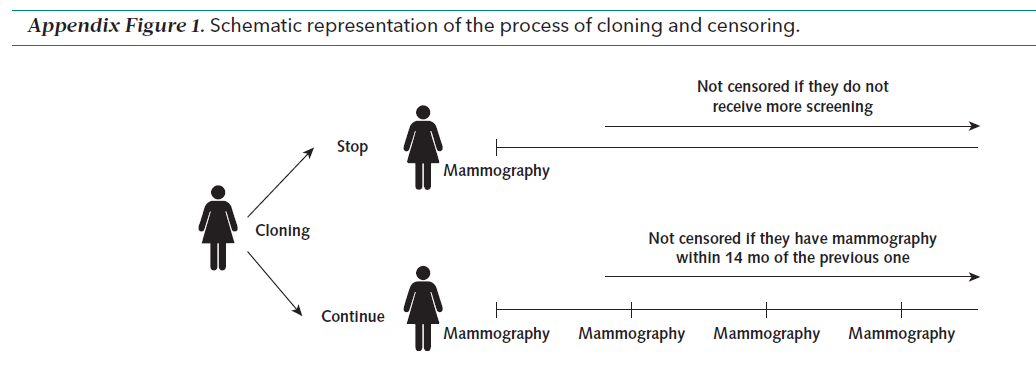 Appendix Figure 1. Schematic representation of the process of cloning and censoring.
Not censored if they do not
receive more screening
Stop
Mammography
Cloning
Not censored if they have mammography
within 14 mo of the previous one
Continue
Mammography Mammography Mammography Mammography